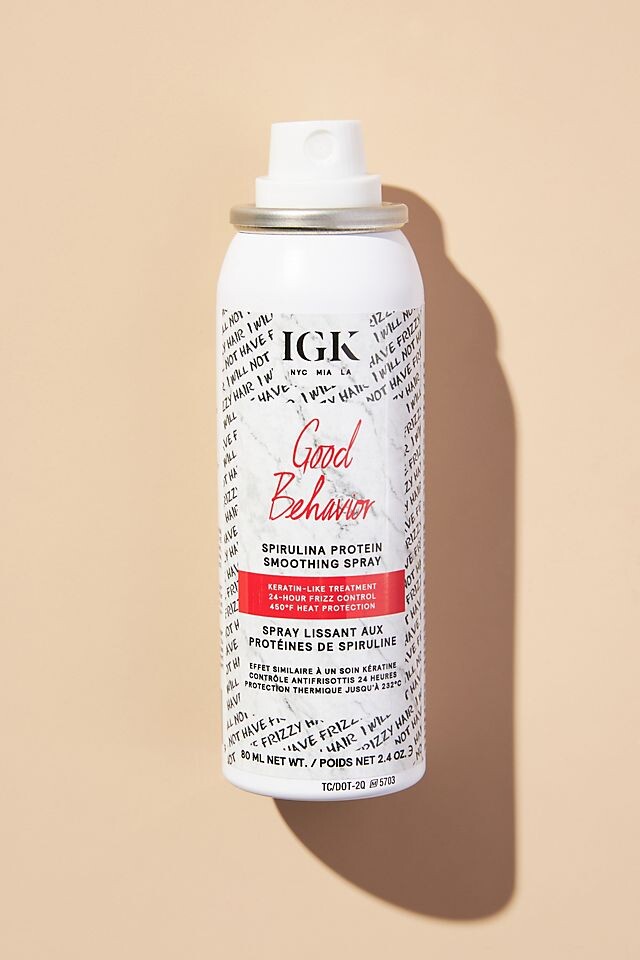 IGK
NYC MIA LA
Good
Behavior
SPIRULINA PROTEIN
SMOOTHING SPRAY
KERATIN-LIKE TREATMENT
24-HOUR FRIZZ CONTROL
450°F HEAT PROTECTION
SPRAY LISSANT AUX
PROTÉINES DE SPIRULINE
EFFET SIMILAIRE À UN SOIN KÉRATINE
CONTRÔLE ANTIFRISOTTIS 24 HEURES
PROTECTION THERMIQUE JUSQU'À 232°C
80 ML NET WT. / POIDS NET 2.4 OZ.
TC/DOT-2Q M 5703